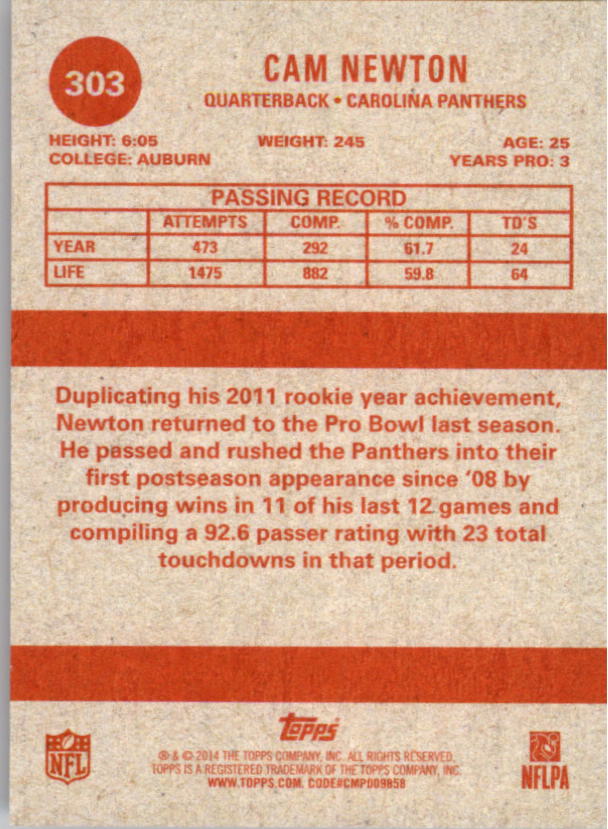 303
CAM NEWTON
QUARTERBACK • CAROLINA PANTHERS
HEIGHT: 6:05 WEIGHT: 245 AGE: 25
COLLEGE: AUBURN YEARS PRO: 3
PASSING RECORD
ATTEMPTS COMP. % COMP. TD'S
YEAR 473 292 61.7 24
LIFE 1475 882 59.8 64
Duplicating his 2011 rookie year achievement,
Newton returned to the Pro Bowl last season.
He passed and rushed the Panthers into their
first postseason appearance since '08 by
producing wins in 11 of his last 12 games and
compiling a 92.6 passer rating with 23 total
touchdowns in that period.
topps
® & © 2014 THE TOPPS COMPANY, INC. ALL RIGHTS RESERVED.
TOPPS IS A REGISTERED TRADEMARK OF THE TOPPS COMPANY, INC.
WWW.TOPPS.COM. CODE#CMP009858
NFL
NFLPA